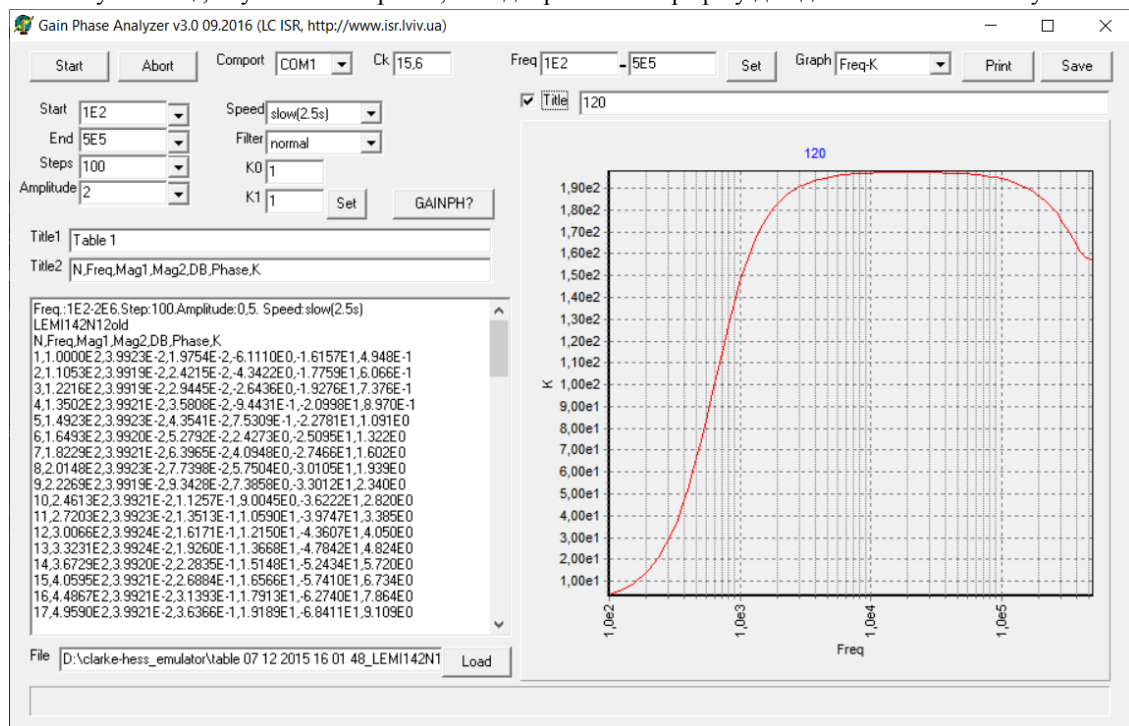 Gain Phase Analyzer v3.0 09.2016 (LC ISR, http://www.isr.lviv.ua)
Start Abort Comport COM1 Ck 15,6 Freq 1E2 - 5E5 Set Graph Freq-K Print Save
Start 1E2 Speed slow(2.5s) Title 120
End 5E5 Filter normal
Steps 100 K0 1
Amplitude 2 K1 1 Set GAINPH?
Title1 Table 1
Title2 N,Freq,Mag1,Mag2,DB,Phase,K
Freq.:1E2-2E6.Step:100.Amplitude:0,5. Speed:slow(2.5s)
LEMI142N12old
N,Freq,Mag1,Mag2,DB,Phase,K
1,1.0000E2,3.9923E-2,1.9754E-2,-6.1110E0,-1.6157E1,4.948E-1
2,1.1053E2,3.9919E-2,2.4215E-2,-4.3422E0,-1.7759E1,6.066E-1
3,1.2216E2,3.9919E-2,2.9445E-2,-2.6436E0,-1.9276E1,7.376E-1
4,1.3502E2,3.9921E-2,3.5808E-2,-9.4431E-1,-2.0998E1,8.970E-1
5,1.4923E2,3.9923E-2,4.3541E-2,7.5309E-1,-2.2781E1,1.091E0
6,1.6493E2,3.9920E-2,5.2792E-2,2.4273E0,-2.5095E1,1.322E0
7,1.8229E2,3.9921E-2,6.3965E-2,4.0948E0,-2.7466E1,1.602E0
8,2.0148E2,3.9923E-2,7.7398E-2,5.7504E0,-3.0105E1,1.939E0
9,2.2269E2,3.9919E-2,9.3428E-2,7.3858E0,-3.3012E1,2.340E0
10,2.4613E2,3.9921E-2,1.1257E-1,9.0045E0,-3.6222E1,2.820E0
11,2.7203E2,3.9923E-2,1.3513E-1,1.0590E1,-3.9747E1,3.385E0
12,3.0066E2,3.9924E-2,1.6171E-1,1.2150E1,-4.3607E1,4.050E0
13,3.3231E2,3.9924E-2,1.9260E-1,1.3668E1,-4.7842E1,4.824E0
14,3.6729E2,3.9920E-2,2.2835E-1,1.5148E1,-5.2434E1,5.720E0
15,4.0595E2,3.9921E-2,2.6884E-1,1.6566E1,-5.7410E1,6.734E0
16,4.4867E2,3.9921E-2,3.1393E-1,1.7913E1,-6.2740E1,7.864E0
17,4.9590E2,3.9921E-2,3.6366E-1,1.9189E1,-6.8411E1,9.109E0
File D:\clarke-hess_emulator\table 07 12 2015 16 01 48_LEMI142N1 Load
120
1,90e2
1,80e2
1,70e2
1,60e2
1,50e2
1,40e2
1,30e2
1,20e2
1,10e2
K 1,00e2
9,00e1
8,00e1
7,00e1
6,00e1
5,00e1
4,00e1
3,00e1
2,00e1
1,00e1
1,0e2 1,0e3 1,0e4 1,0e5
Freq